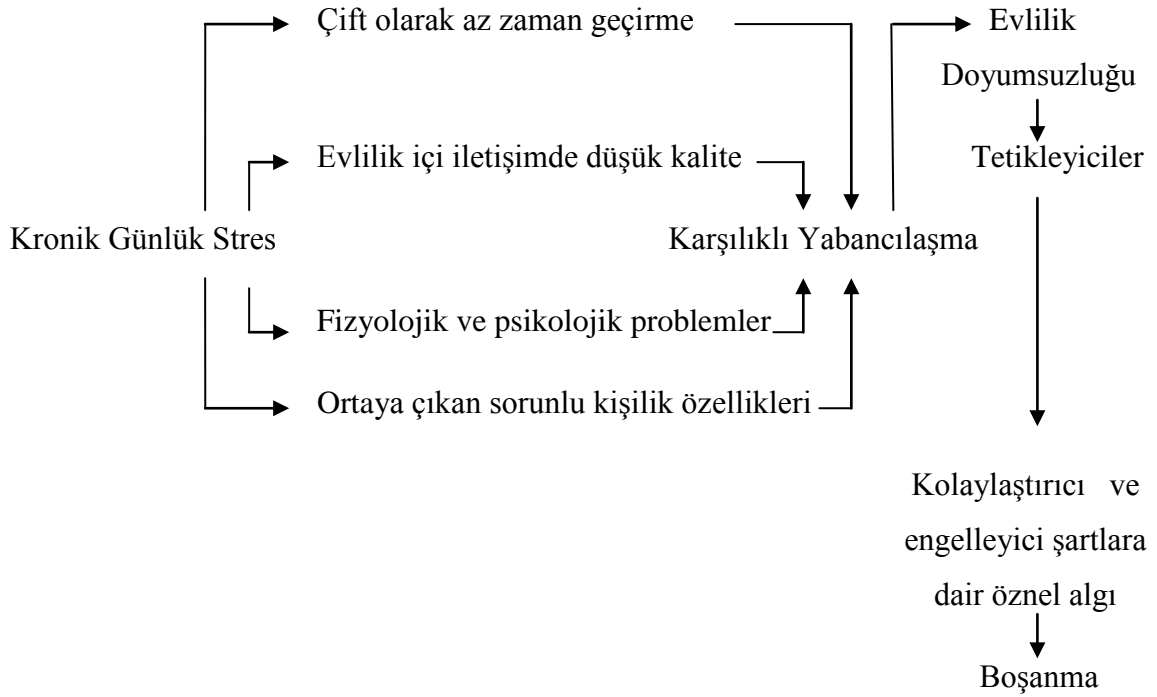 Çift olarak az zaman geçirme
Evlilik
Doyumsuzluğu
Evlilik içi iletişimde düşük kalite
Tetikleyiciler
Kronik Günlük Stres
Karşılıklı Yabancılaşma
Fizyolojik ve psikolojik problemler
Ortaya çıkan sorunlu kişilik özellikleri
Kolaylaştırıcı ve
engelleyici şartlara
dair öznel algı
Boşanma